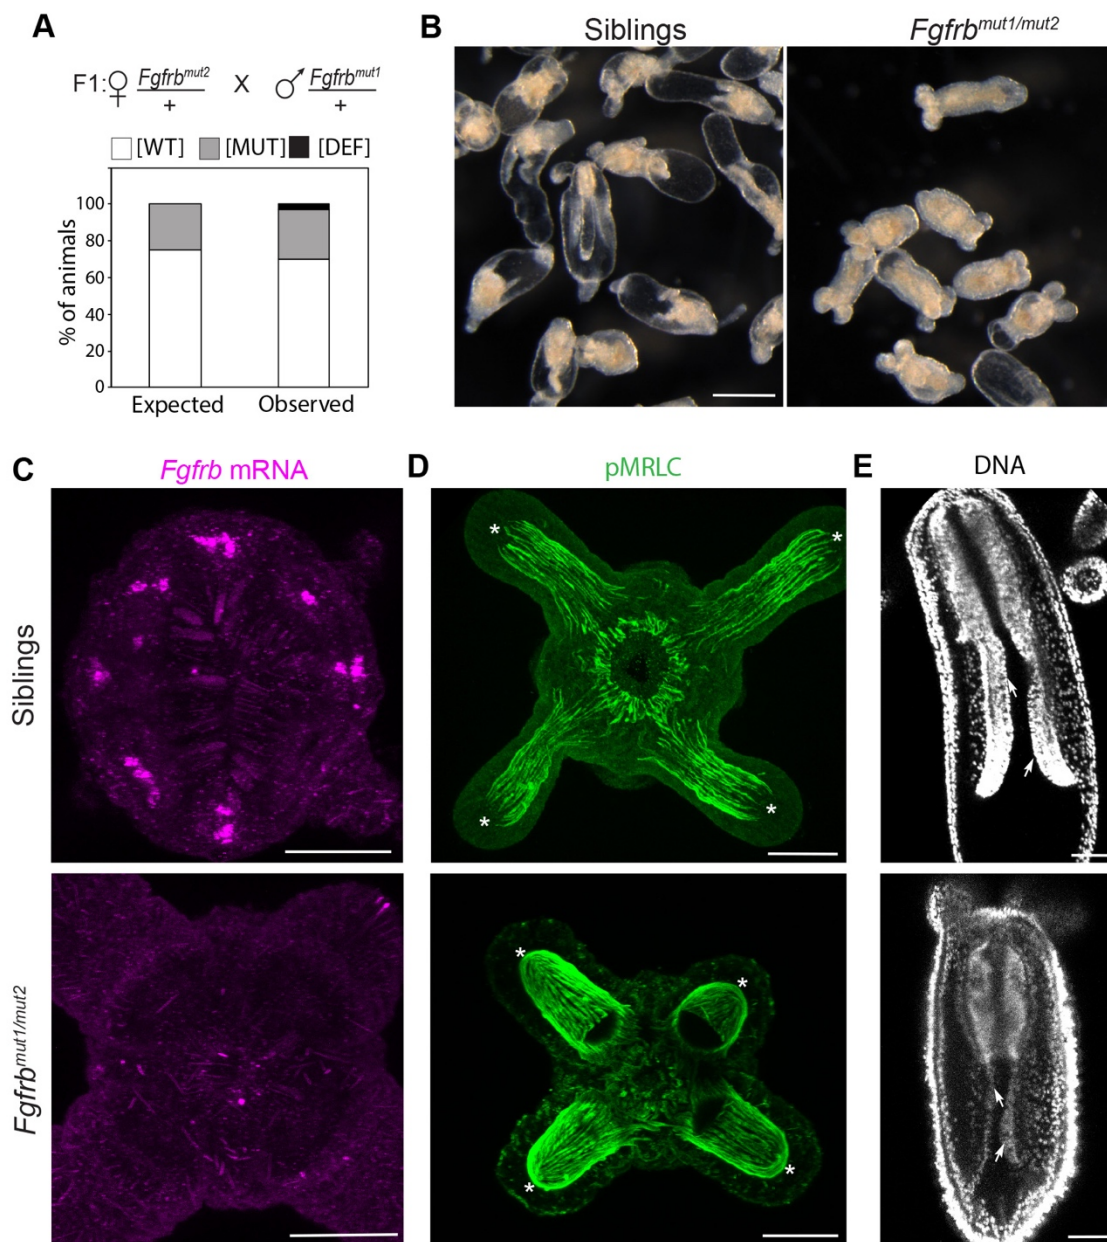 A
F1:♀ Fgfrb^mut2 X ♂ Fgfrb^mut1
+ +
[WT] [MUT] [DEF]
% of animals
100
80
60
40
20
0
Expected Observed
B
Siblings Fgfrb^mut1/mut2
C
Fgfrb mRNA
D
pMRLC
E
DNA
Siblings
* * * *
Fgfrb^mut1/mut2
* * * *